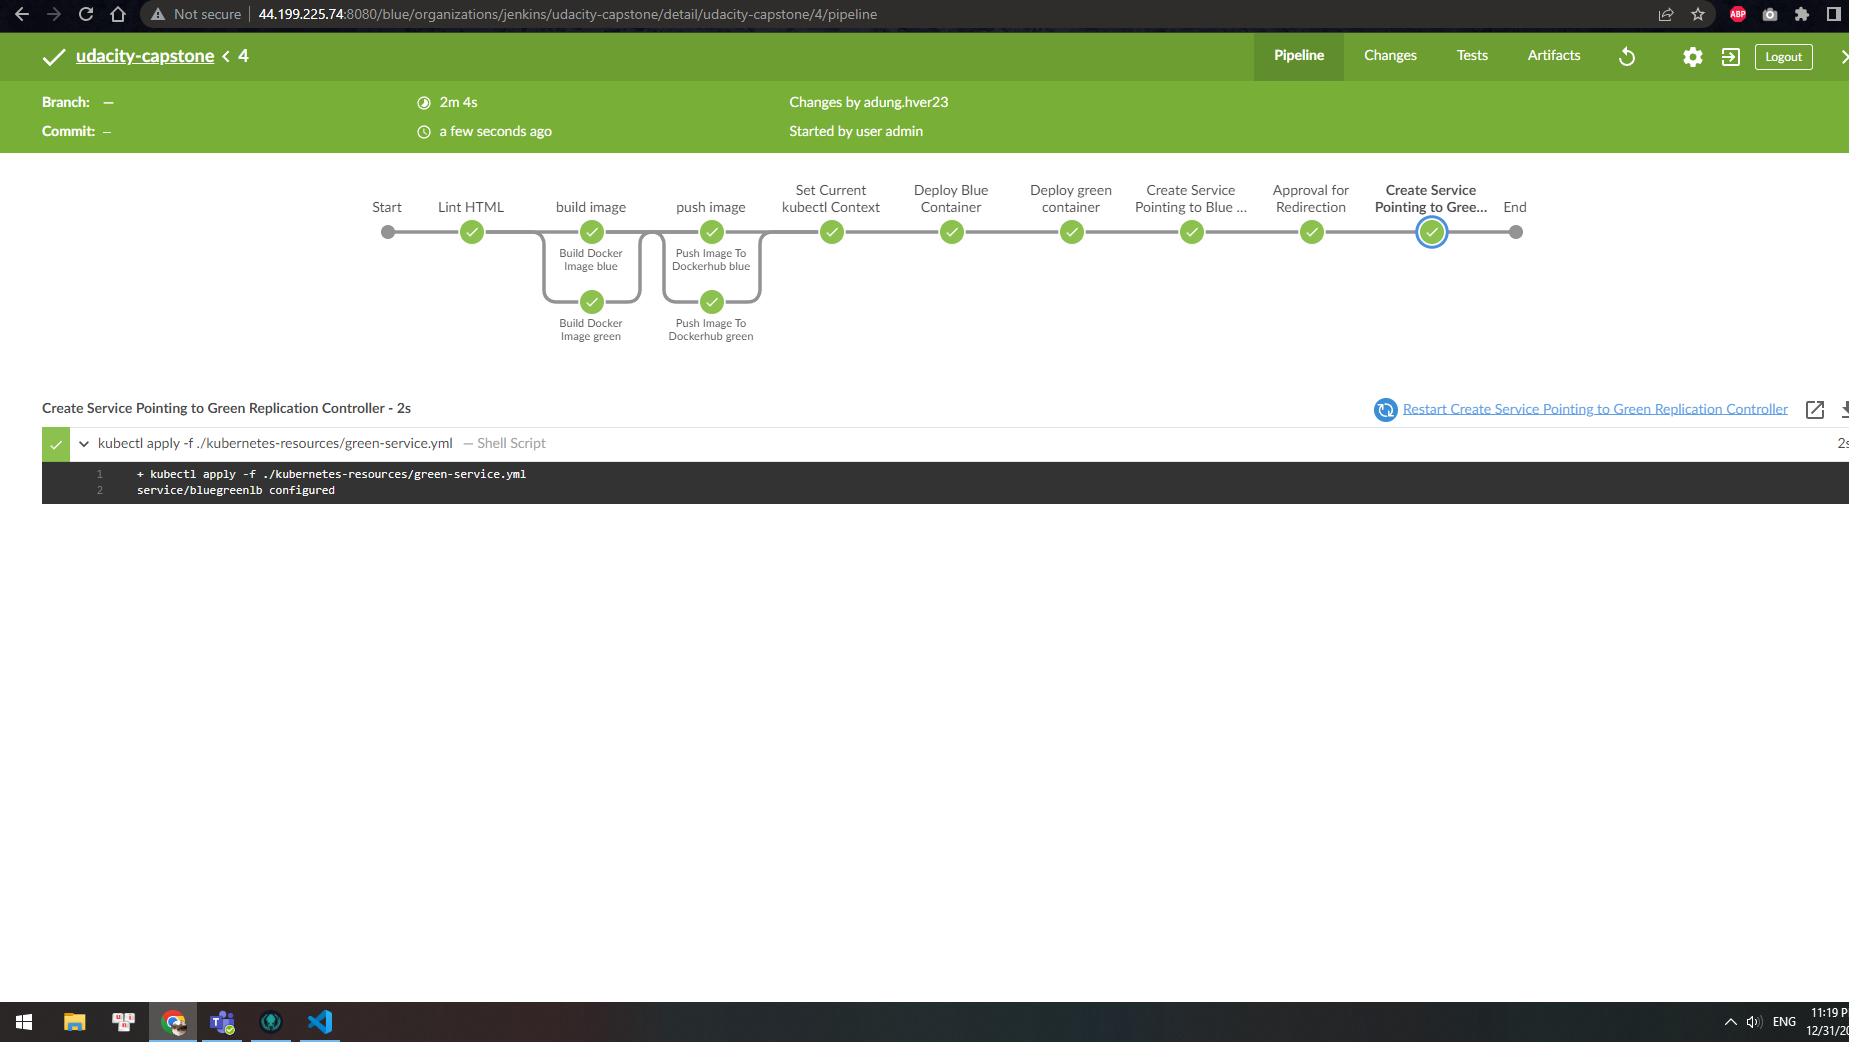 Not secure
44.199.225.74:8080/blue/organizations/jenkins/udacity-capstone/detail/udacity-capstone/4/pipeline
ABP
udacity-capstone < 4
Pipeline
Changes
Tests
Artifacts
Logout
Branch: —
2m 4s
Changes by adung.hver23
Commit: –
a few seconds ago
Started by user admin
Start
Lint HTML
build image
push image
Set Current
kubectl Context
Deploy Blue
Container
Deploy green
container
Create Service
Pointing to Blue ...
Approval for
Redirection
Create Service
Pointing to Gree...
End
Build Docker
Image blue
Push Image To
Dockerhub blue
Build Docker
Image green
Push Image To
Dockerhub green
Create Service Pointing to Green Replication Controller - 2s
Restart Create Service Pointing to Green Replication Controller
kubectl apply -f ./kubernetes-resources/green-service.yml — Shell Script
2s
1 + kubectl apply -f ./kubernetes-resources/green-service.yml
2 service/bluegreenlb configured
ENG
11:19 P
12/31/20